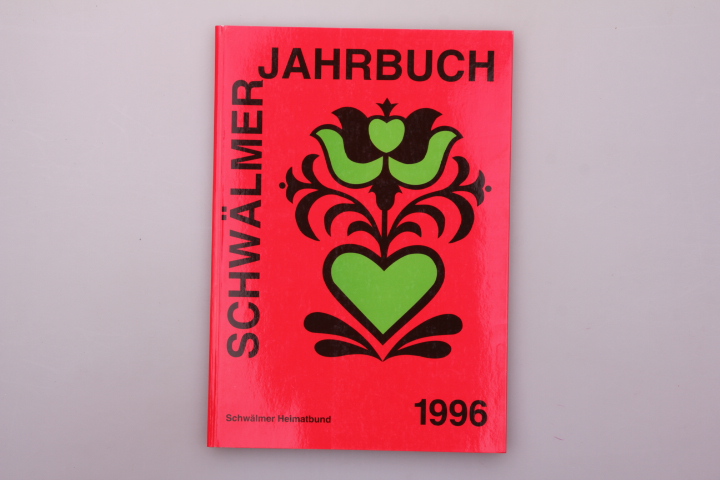 SCHWÄLMER
JAHRBUCH
Schwälmer Heimatbund
1996